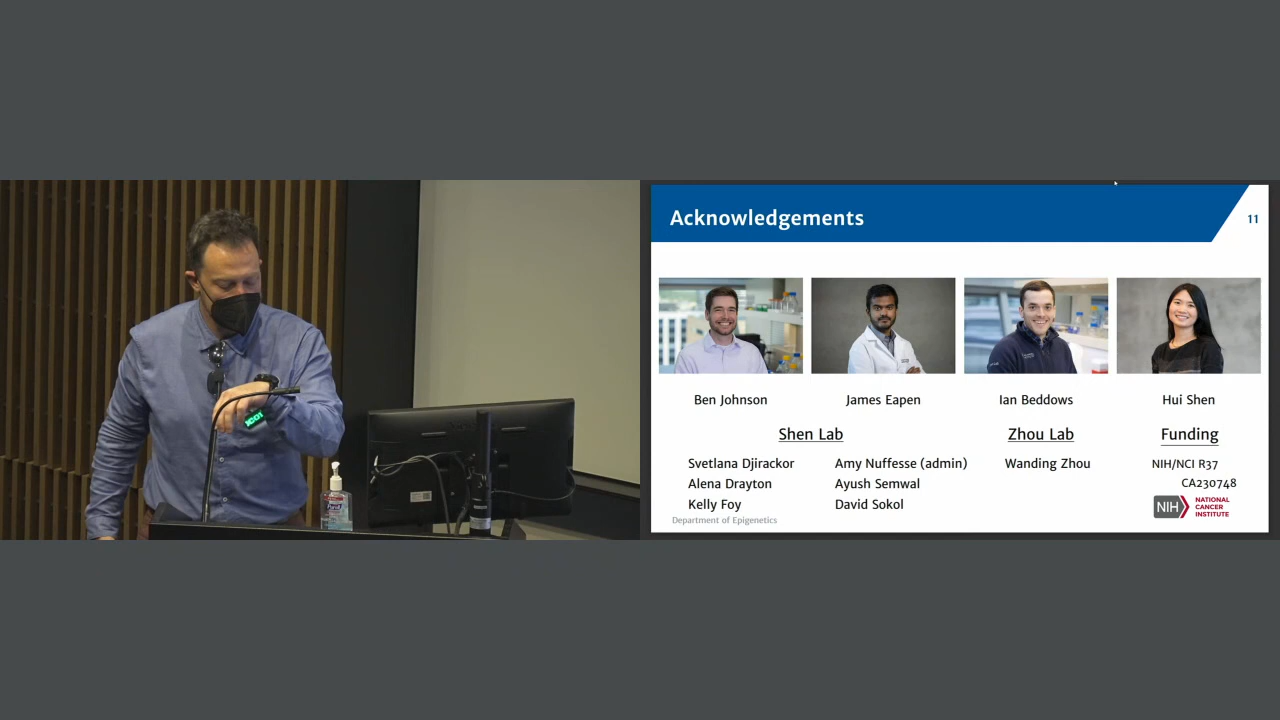 Acknowledgements
11
Ben Johnson
James Eapen
Ian Beddows
Hui Shen
Shen Lab
Zhou Lab
Funding
Svetlana Djirackor
Amy Nuffesse (admin)
Wanding Zhou
NIH/NCI R37
Alena Drayton
Ayush Semwal
CA230748
Kelly Foy
David Sokol
NIH
NATIONAL
CANCER
INSTITUTE
Department of Epigenetics